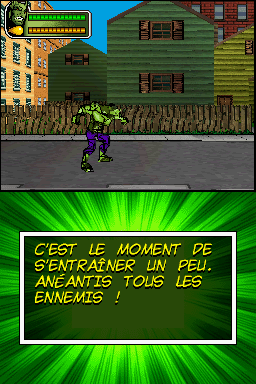 C'EST LE MOMENT DE
S'ENTRAÎNER UN PEU.
ANÉANTIS TOUS LES
ENNEMIS !